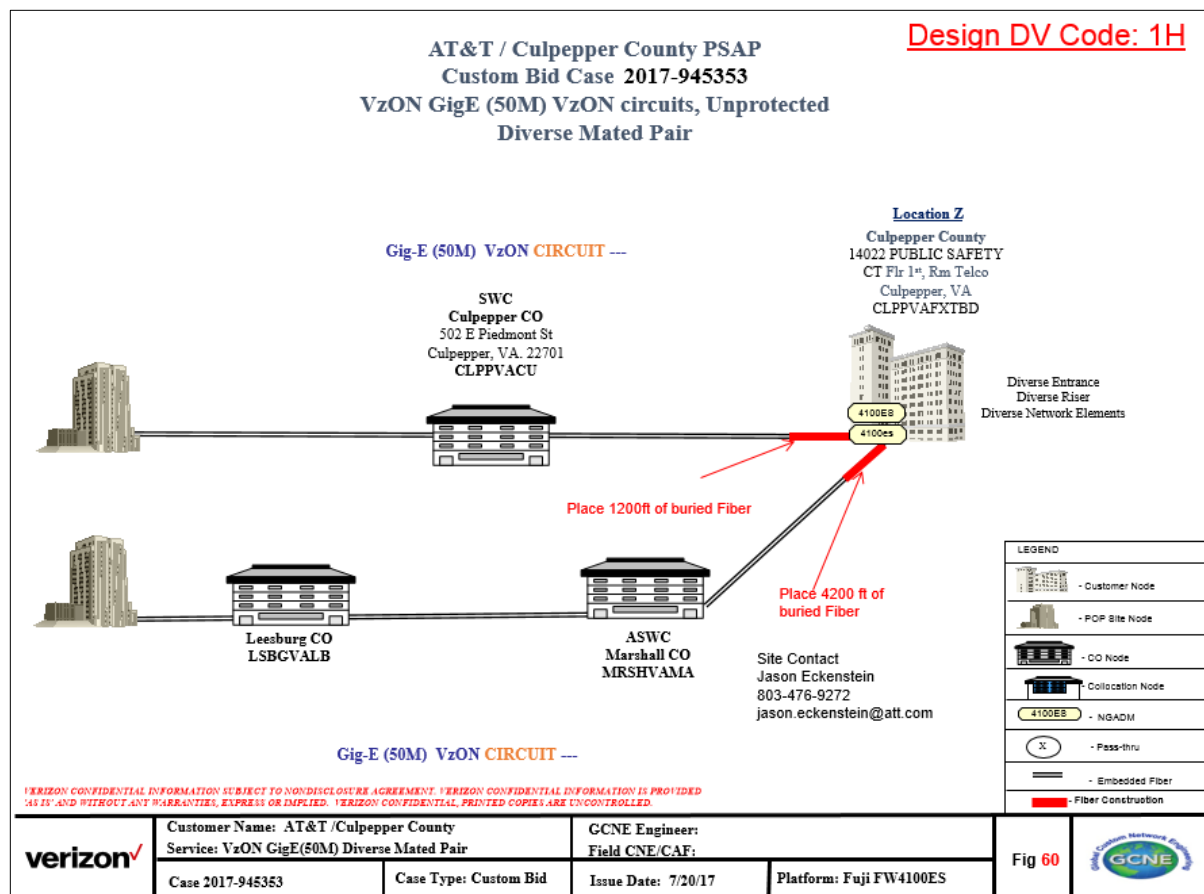 Design DV Code: 1H
AT&T / Culpepper County PSAP
Custom Bid Case 2017-945353
VzON GigE (50M) VzON circuits, Unprotected
Diverse Mated Pair
Location Z
Culpepper County
14022 PUBLIC SAFETY
CT Flr 1st, Rm Telco
Culpepper, VA
CLPPVAFXTBD
Gig-E (50M) VzON CIRCUIT ---
SWC
Culpepper CO
502 E Piedmont St
Culpepper, VA. 22701
CLPPVACU
4100ES
4100es
Diverse Entrance
Diverse Riser
Diverse Network Elements
Place 1200ft of buried Fiber
Place 4200 ft of
buried Fiber
Leesburg CO
LSBGVALB
ASWC
Marshall CO
MRSHVAMA
Site Contact
Jason Eckenstein
803-476-9272
jason.eckenstein@att.com
Gig-E (50M) VzON CIRCUIT ---
LEGEND
- Customer Node
- POP Site Node
- CO Node
- Collocation Node
4100ES - NGADM
X - Pass-thru
- Embedded Fiber
- Fiber Construction
VERIZON CONFIDENTIAL INFORMATION SUBJECT TO NONDISCLOSURE AGREEMENT. VERIZON CONFIDENTIAL INFORMATION IS PROVIDED
'AS IS' AND WITHOUT ANY WARRANTIES, EXPRESS OR IMPLIED. VERIZON CONFIDENTIAL, PRINTED COPIES ARE UNCONTROLLED.
verizon
Customer Name: AT&T /Culpepper County
Service: VzON GigE(50M) Diverse Mated Pair
GCNE Engineer:
Field CNE/CAF:
Case 2017-945353
Case Type: Custom Bid
Issue Date: 7/20/17
Platform: Fuji FW4100ES
Fig 60
Global Custom Network Engineering
GCNE